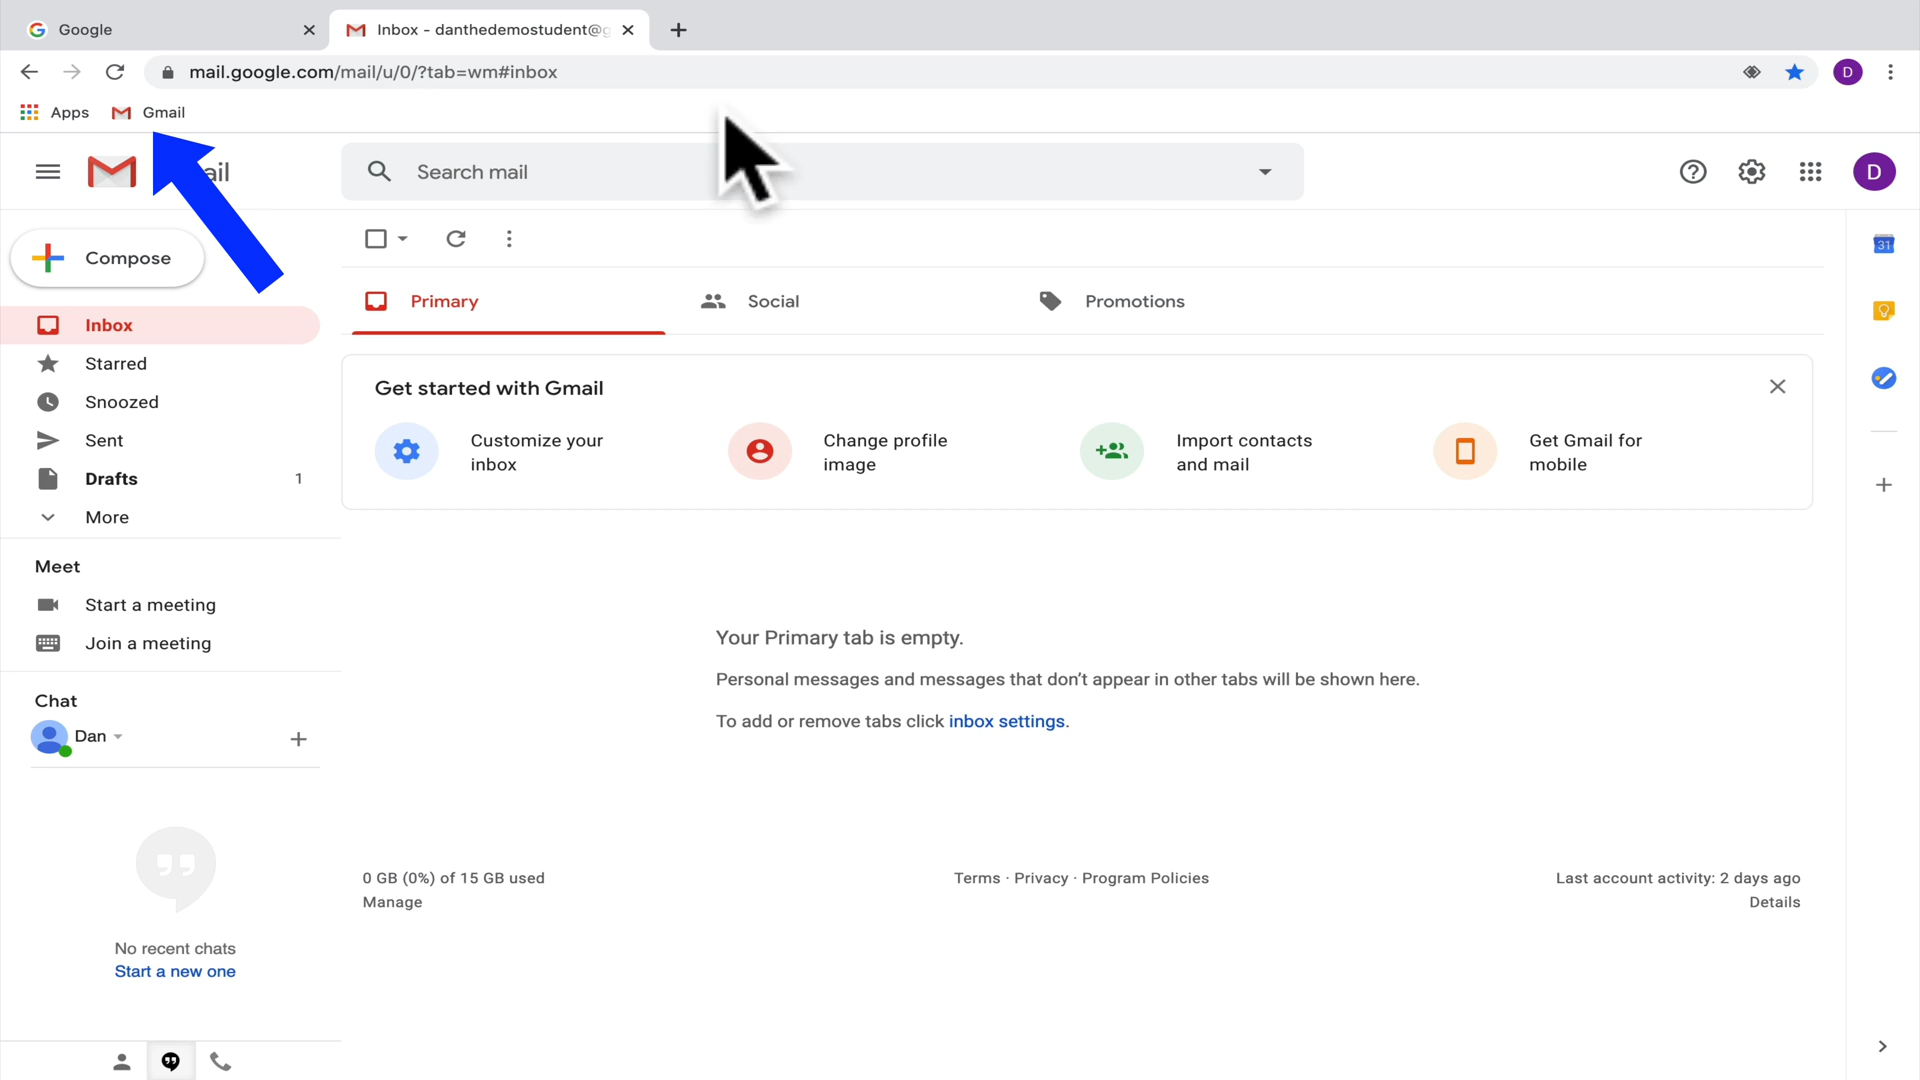 Google
Inbox - danthedemostudent@g
mail.google.com/mail/u/0/?tab=wm#inbox
D
Apps
Gmail
ail
Search mail
D
Compose
31
Primary
Social
Promotions
Inbox
Starred
Snoozed
Sent
Drafts
1
More
Get started with Gmail
Customize your
inbox
Change profile
image
Import contacts
and mail
Get Gmail for
mobile
Meet
Start a meeting
Join a meeting
Your Primary tab is empty.
Personal messages and messages that don’t appear in other tabs will be shown here.
To add or remove tabs click inbox settings.
Chat
Dan
0 GB (0%) of 15 GB used
Manage
Terms · Privacy · Program Policies
Last account activity: 2 days ago
Details
No recent chats
Start a new one